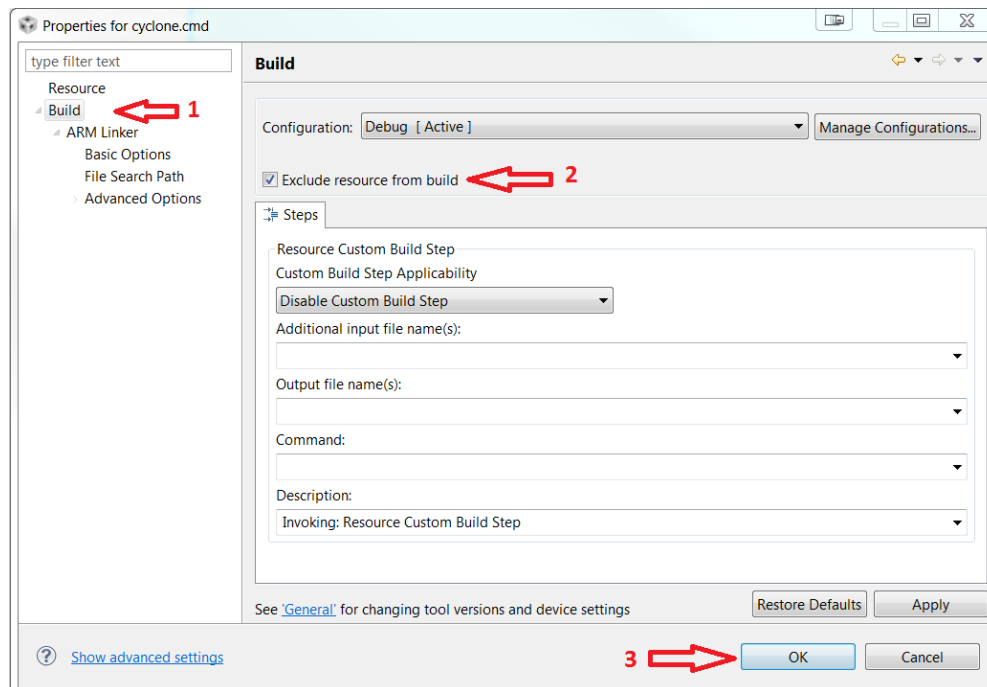 Properties for cyclone.cmd
type filter text
Resource
Build
1
ARM Linker
Basic Options
File Search Path
Advanced Options
Build
Configuration: Debug [ Active ] Manage Configurations...
Exclude resource from build 2
Steps
Resource Custom Build Step
Custom Build Step Applicability
Disable Custom Build Step
Additional input file name(s):
Output file name(s):
Command:
Description:
Invoking: Resource Custom Build Step
See 'General' for changing tool versions and device settings
Restore Defaults Apply
? Show advanced settings
3 OK Cancel